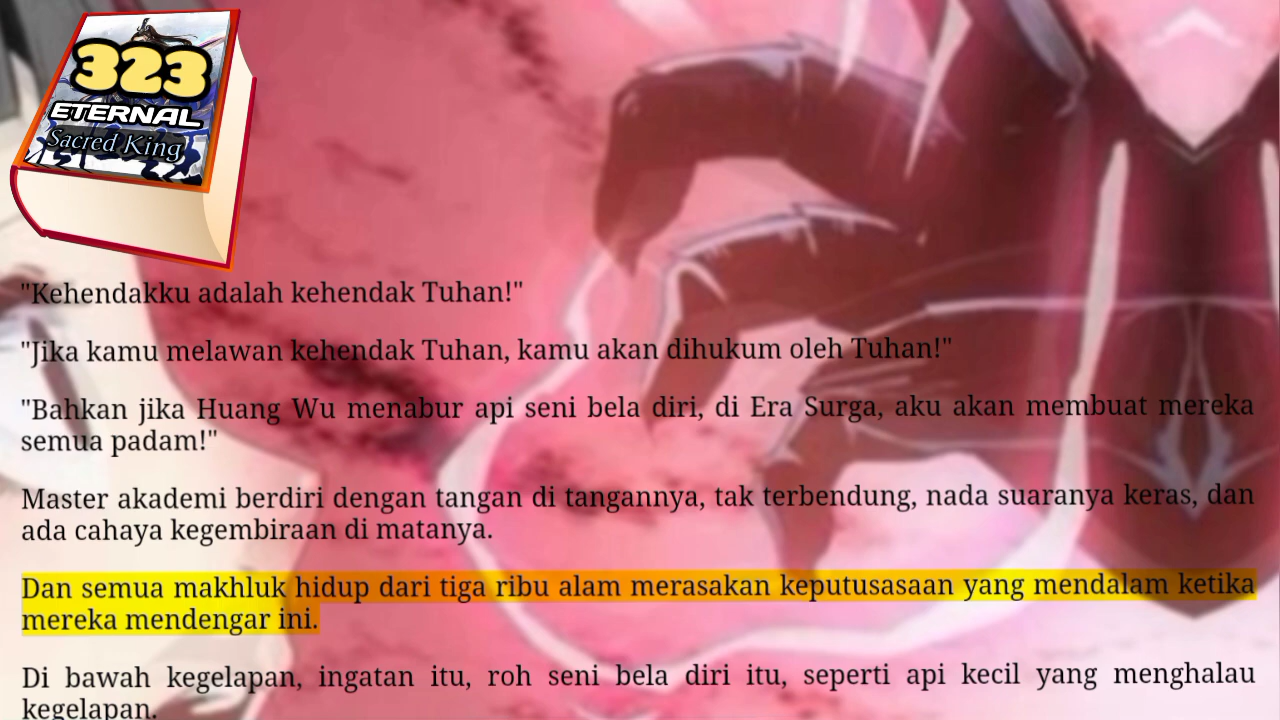 323
ETERNAL
Sacred King
"Kehendakku adalah kehendak Tuhan!"
"Jika kamu melawan kehendak Tuhan, kamu akan dihukum oleh Tuhan!"
"Bahkan jika Huang Wu menabur api seni bela diri, di Era Surga, aku akan membuat mereka
semua padam!"
Master akademi berdiri dengan tangan di tangannya, tak terbendung, nada suaranya keras, dan
ada cahaya kegembiraan di matanya.
Dan semua makhluk hidup dari tiga ribu alam merasakan keputusasaan yang mendalam ketika
mereka mendengar ini.
Di bawah kegelapan, ingatan itu, roh seni bela diri itu, seperti api kecil yang menghalau
kegelapan.